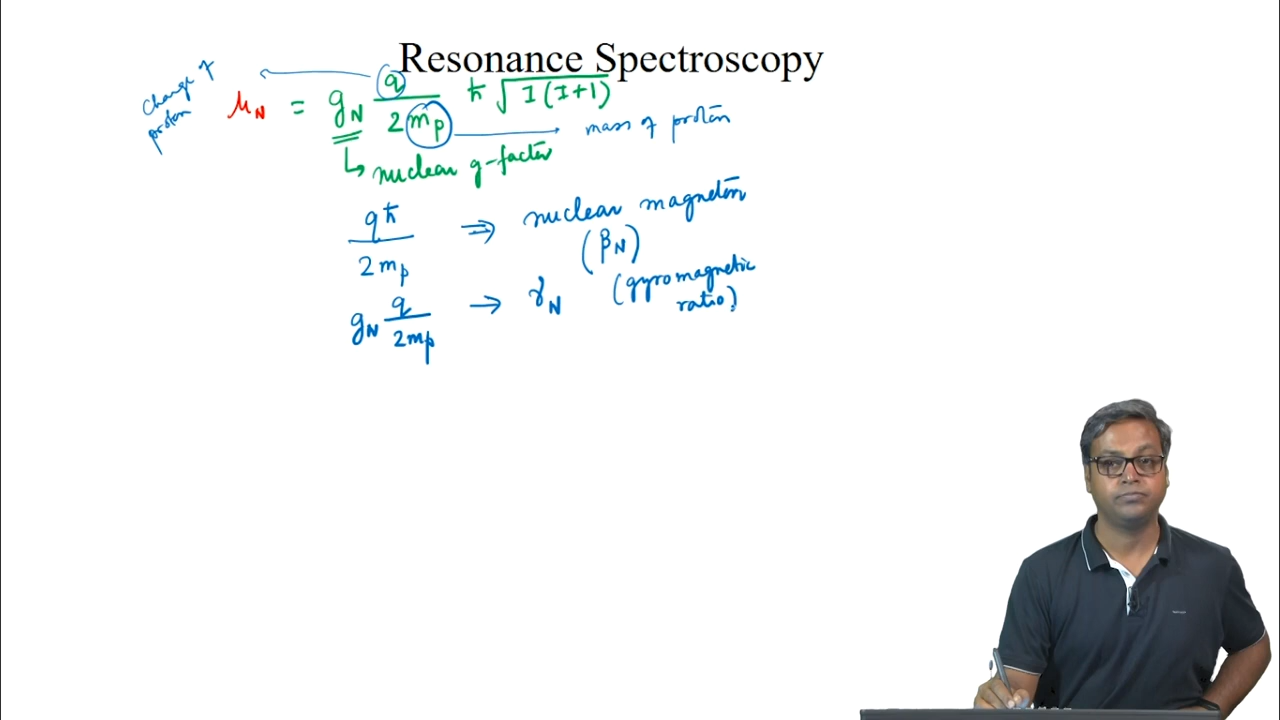 Resonance Spectroscopy
charge of
proton
μN = gN q / 2mp ħ √I(I+1)
mass of proton
nuclear g-factor
qħ / 2mp ⇒ nuclear magneton
(βN)
gN q / 2mp → γN (gyromagnetic
ratio)